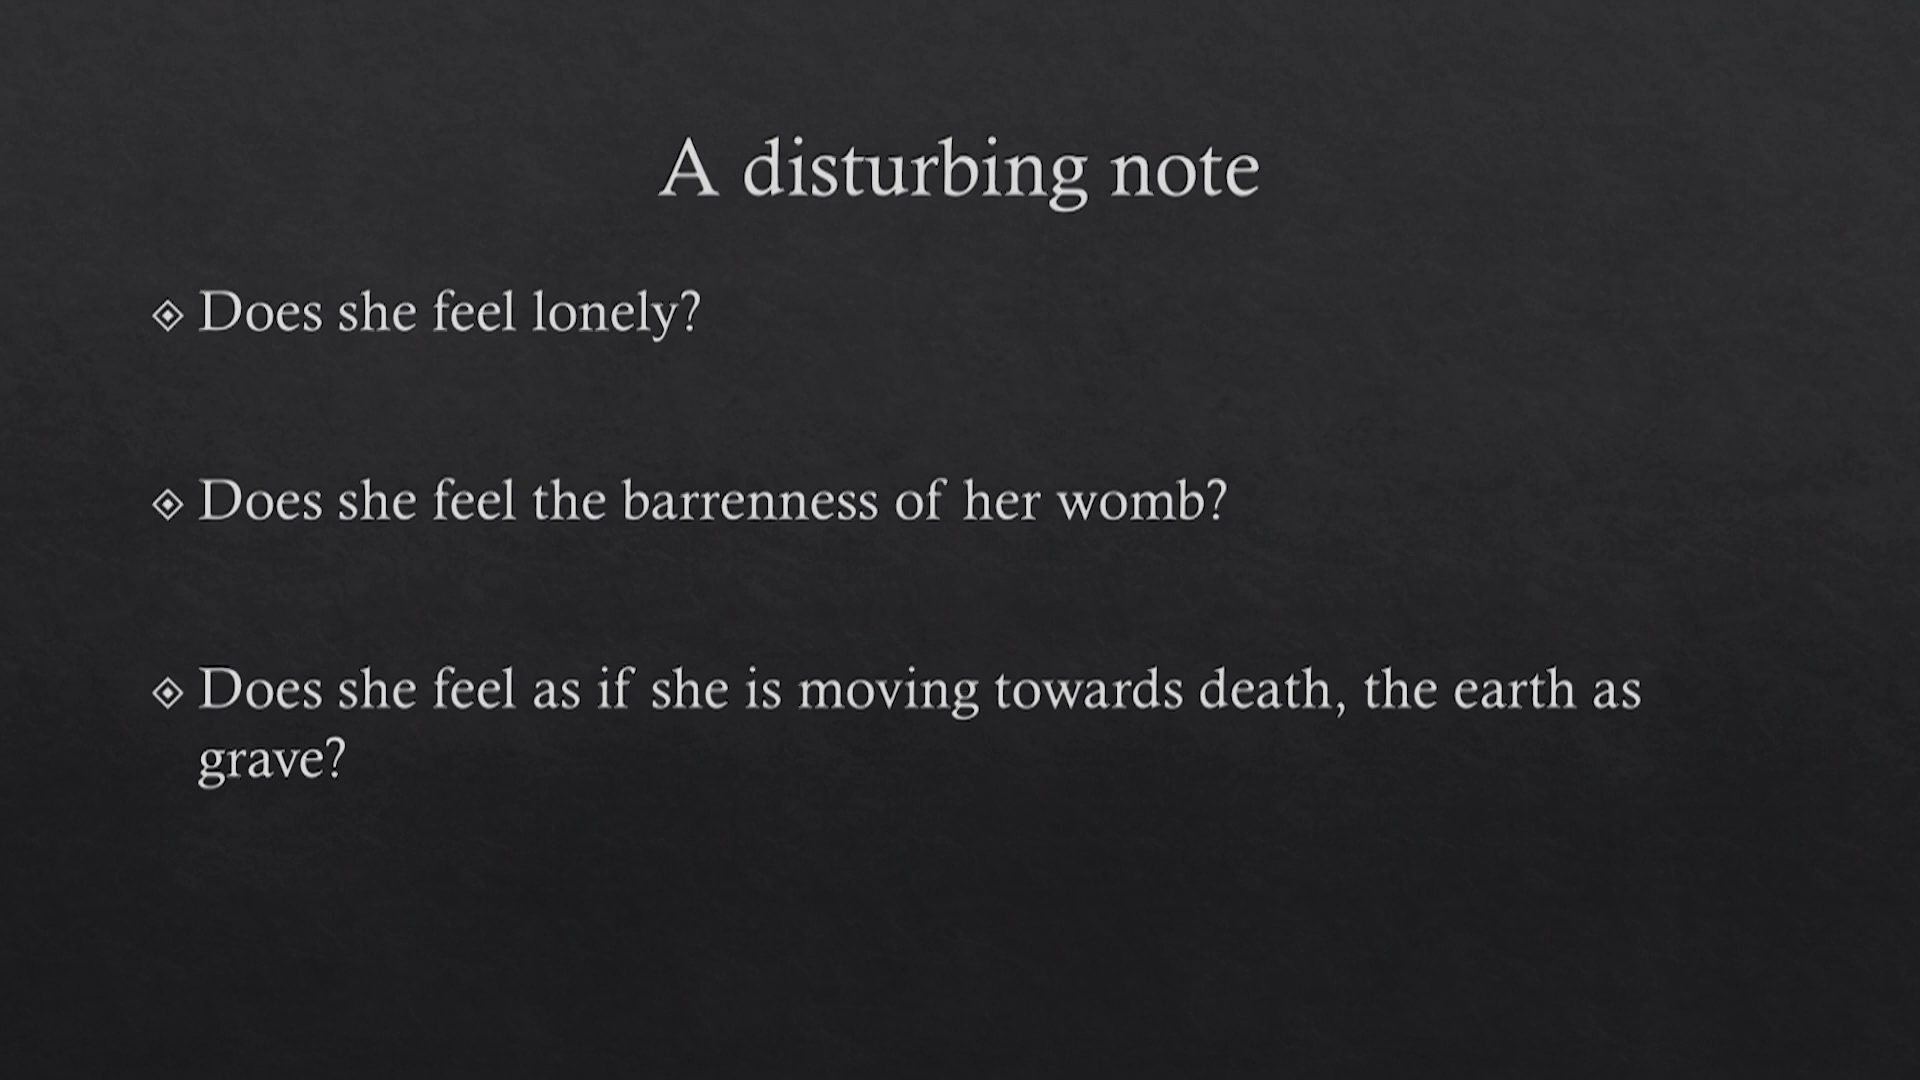 A disturbing note
Does she feel lonely?
Does she feel the barrenness of her womb?
Does she feel as if she is moving towards death, the earth as
grave?